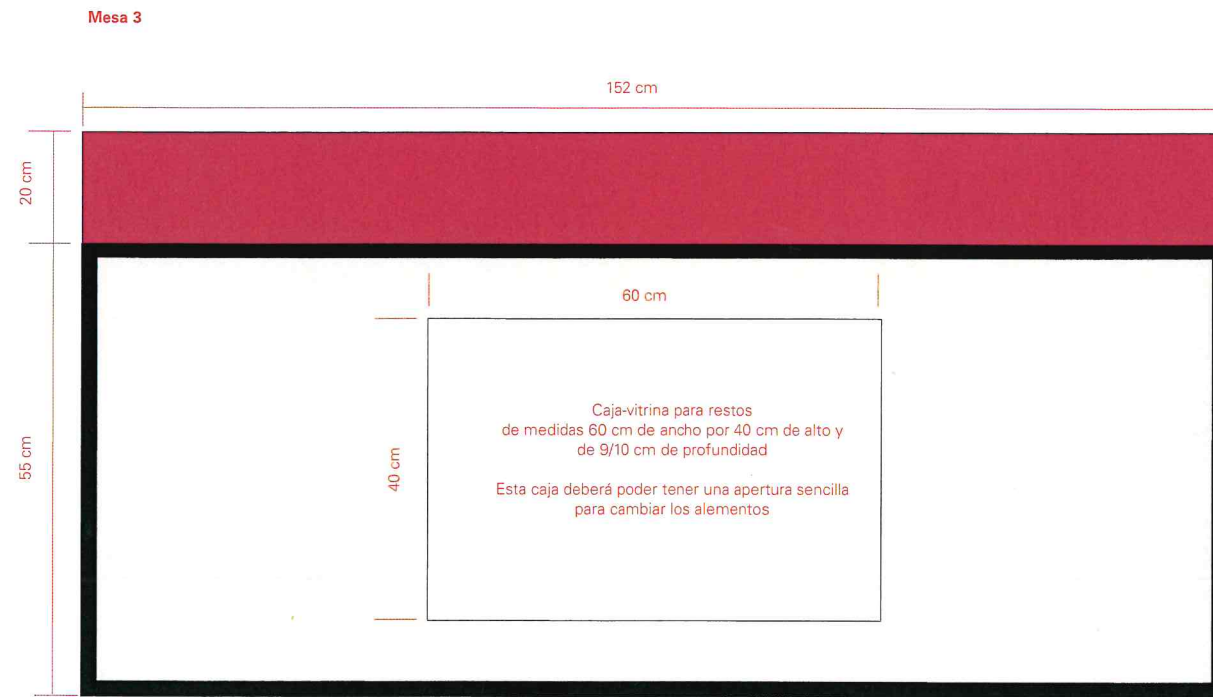 Mesa 3
152 cm
20 cm
60 cm
55 cm
40 cm
Caja-vitrina para restos
de medidas 60 cm de ancho por 40 cm de alto y
de 9/10 cm de profundidad
Esta caja deberá poder tener una apertura sencilla
para cambiar los alementos